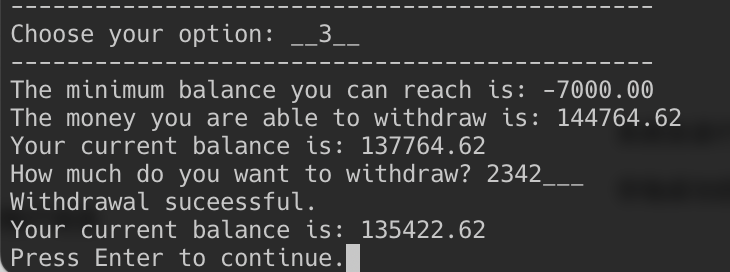 ----------------------------------------------
Choose your option: __3__
----------------------------------------------
The minimum balance you can reach is: -7000.00
The money you are able to withdraw is: 144764.62
Your current balance is: 137764.62
How much do you want to withdraw? 2342___
Withdrawal suceessful.
Your current balance is: 135422.62
Press Enter to continue.